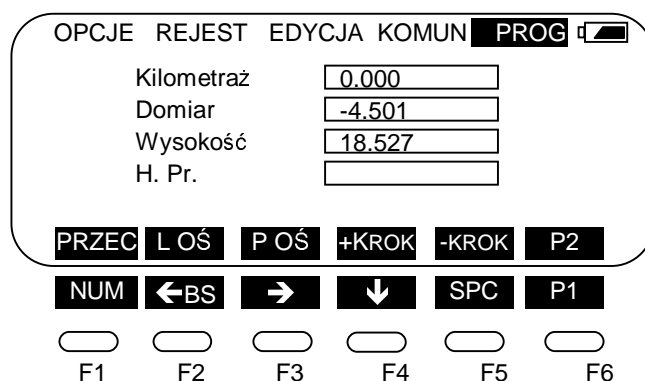 OPCJE REJEST EDYCJA KOMUN PROG
Kilometraż 0.000
Domiar -4.501
Wysokość 18.527
H. Pr.
PRZEC L OŚ P OŚ +KROK -KROK P2
NUM ←BS → ↓ SPC P1
F1 F2 F3 F4 F5 F6